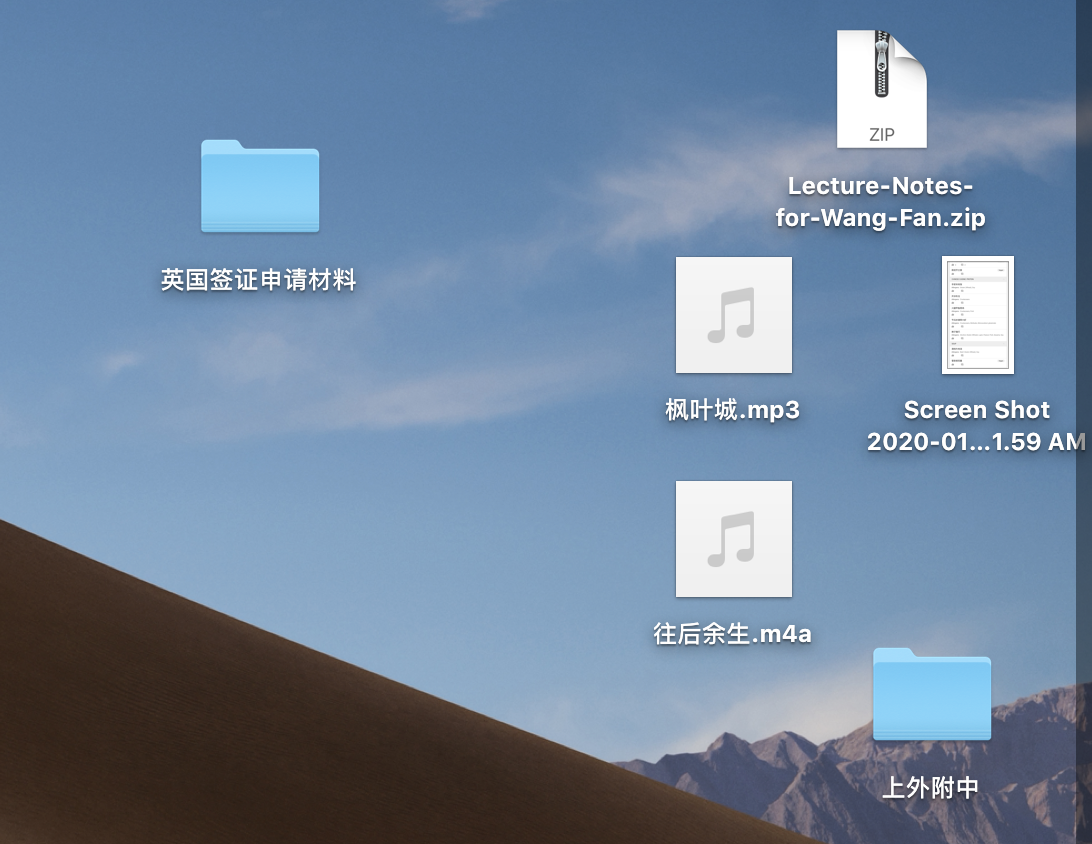 ZIP
Lecture-Notes-
for-Wang-Fan.zip
英国签证申请材料
枫叶城.mp3
Screen Shot
2020-01...1.59 AM
往后余生.m4a
上外附中